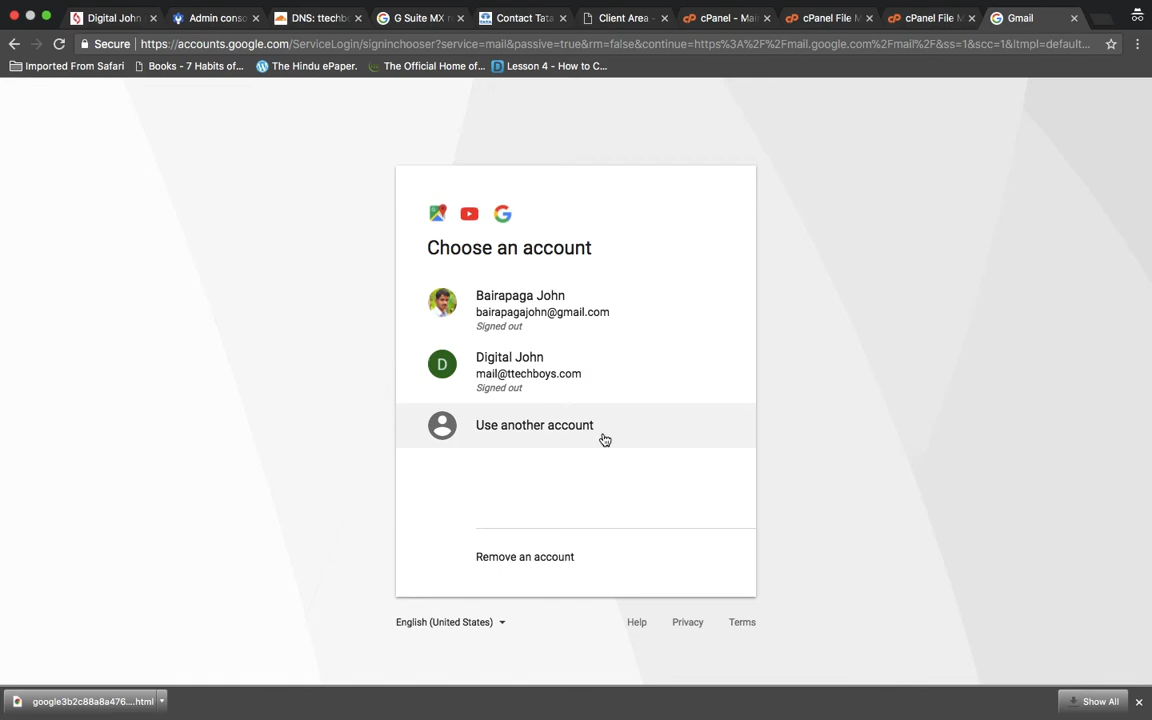 Digital John
Admin conso
DNS: ttechbo
G Suite MX r
Contact Tata
Client Area -
cPanel - Mai
cPanel File M
cPanel File M
Gmail
Secure
https://accounts.google.com/ServiceLogin/signinchooser?service=mail&passive=true&rm=false&continue=https%3A%2F%2Fmail.google.com%2Fmail%2F&ss=1&scc=1&ltmpl=default...
Imported From Safari
Books - 7 Habits of...
The Hindu ePaper.
The Official Home of...
Lesson 4 - How to C...
Choose an account
Bairapaga John
bairapagajohn@gmail.com
Signed out
D
Digital John
mail@ttechboys.com
Signed out
Use another account
Remove an account
English (United States)
Help
Privacy
Terms
google3b2c88a8a476....html
Show All